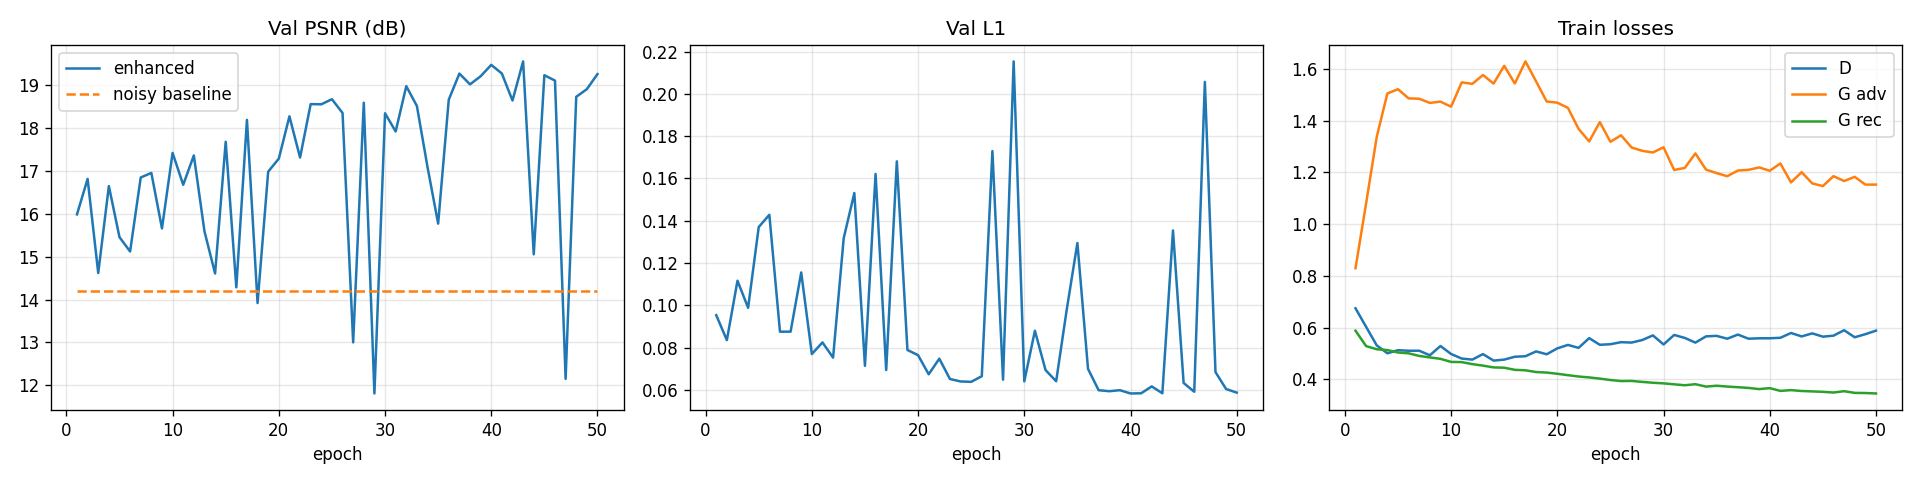 Val PSNR (dB)
enhanced
noisy baseline
19
18
17
16
15
14
13
12
0 10 20 30 40 50
epoch
Val L1
0.22
0.20
0.18
0.16
0.14
0.12
0.10
0.08
0.06
0 10 20 30 40 50
epoch
Train losses
D
G adv
G rec
1.6
1.4
1.2
1.0
0.8
0.6
0.4
0 10 20 30 40 50
epoch